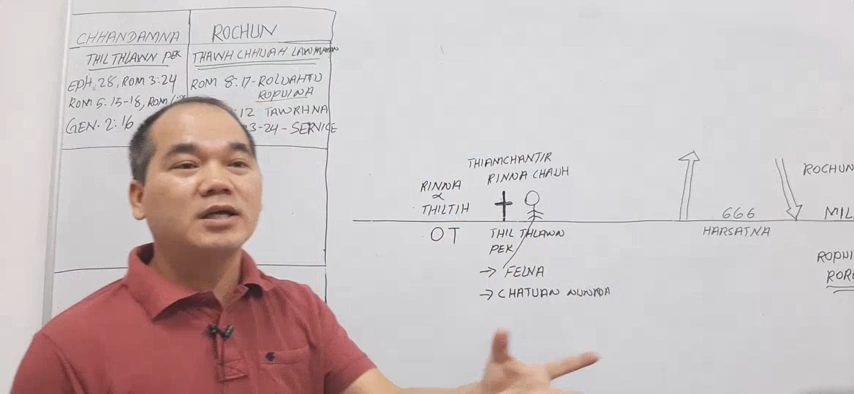 CHHANDAMNA
ROCHUN
THIL THLAWN PEK
THAWH CHHUAH LAWMAN
EPH. 2:8, ROM 3:24
ROM 8:17 - ROLUAHTU
ROPUINA
ROM 5:15-18, ROM
:12 TAWRHNA
GEN. 2:16
3-24 - SERVICE
THIAMCHANTIR
RINNA CHAUH
RINNA
&
THILTIH
OT
THIL THLAWN
PEK
→ FELNA
→ CHATUAN NUNNA
666
HARSATNA
ROCHUN
MIL
ROPUI
ROR